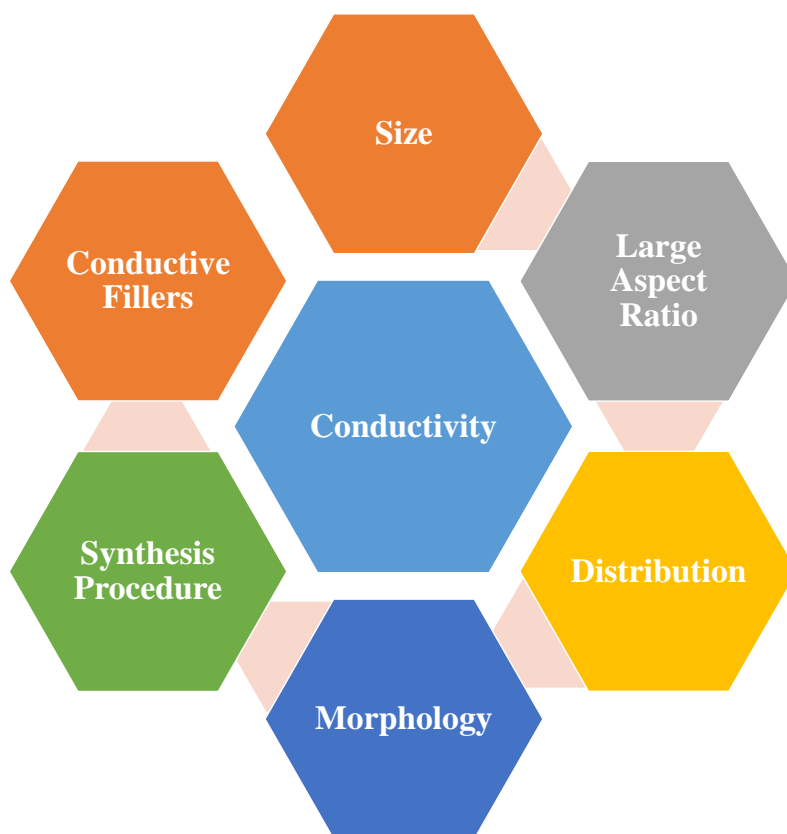 Size
Conductive
Fillers
Large
Aspect
Ratio
Conductivity
Synthesis
Procedure
Distribution
Morphology